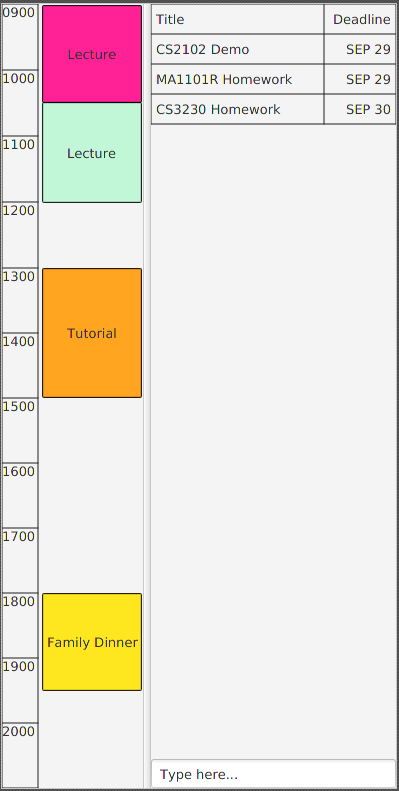 0900
Lecture
1000
1100
Lecture
1200
1300
1400
Tutorial
1500
1600
1700
1800
Family Dinner
1900
2000
Title Deadline
CS2102 Demo SEP 29
MA1101R Homework SEP 29
CS3230 Homework SEP 30
Type here...